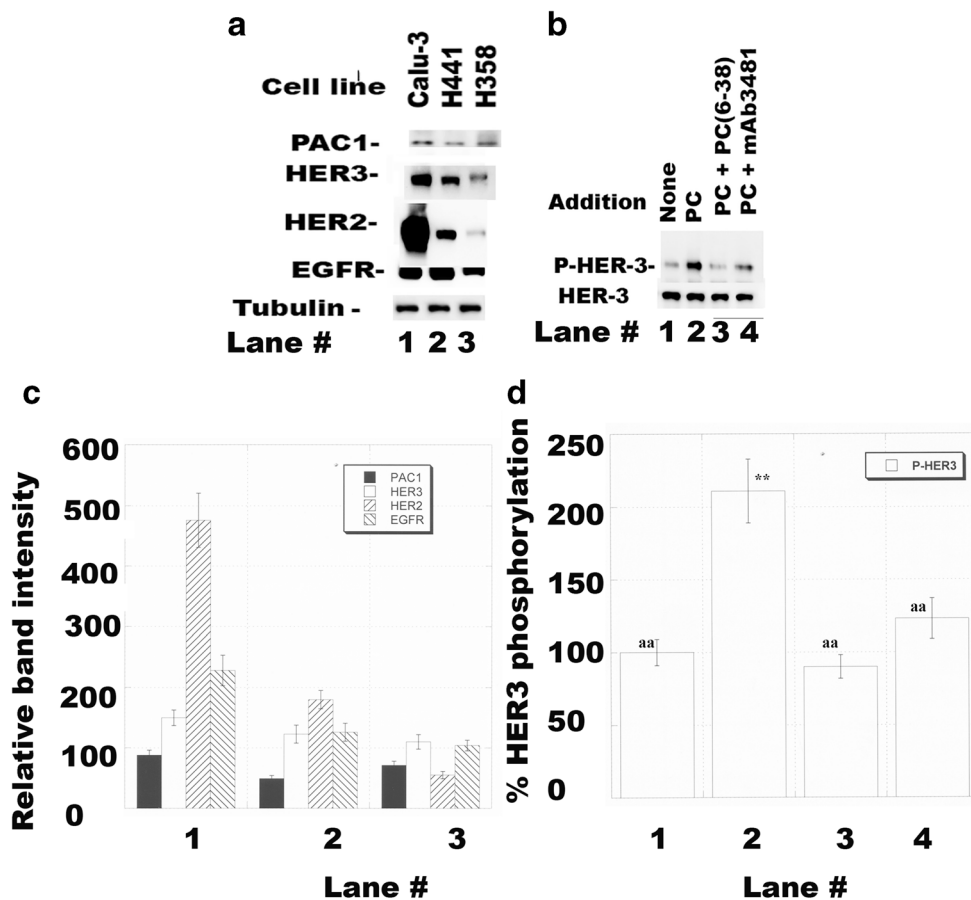 a
Cell line
Calu-3
H441
H358
PAC1-
HER3-
HER2-
EGFR-
Tubulin -
Lane # 1 2 3
b
Addition
None
PC
PC + PC(6-38)
PC + mAb3481
P-HER-3-
HER-3
Lane # 1 2 3 4
c
Relative band intensity
600
500
400
300
200
100
0
PAC1
HER3
HER2
EGFR
1 2 3
Lane #
d
% HER3 phosphorylation
250
200
150
100
50
0
P-HER3
aa
**
aa
aa
1 2 3 4
Lane #